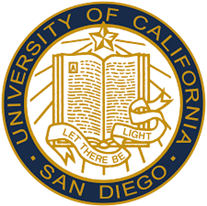 UNIVERSITY OF CALIFORNIA
LET THERE BE
LIGHT
· SAN DIEGO ·